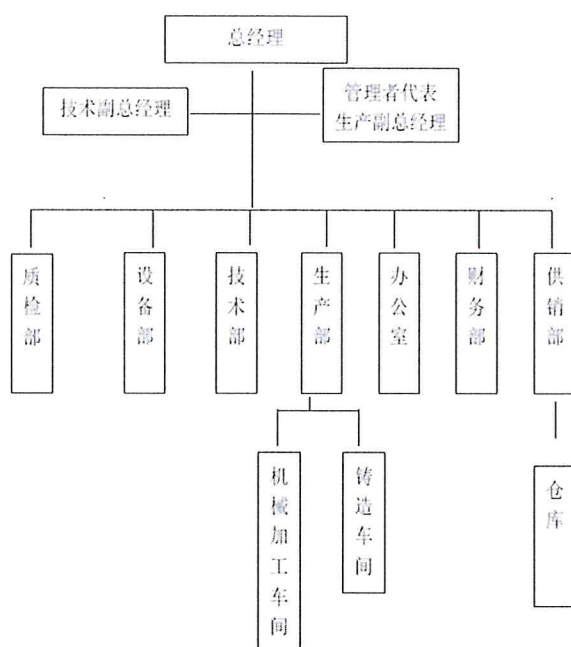 总经理
技术副总经理
管理者代表
生产副总经理
质检部
设备部
技术部
生产部
办公室
财务部
供销部
机械加工车间
铸造车间
仓库